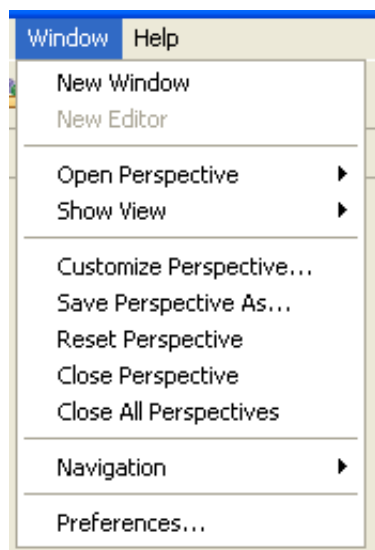 Window Help
New Window
New Editor
Open Perspective
Show View
Customize Perspective...
Save Perspective As...
Reset Perspective
Close Perspective
Close All Perspectives
Navigation
Preferences...